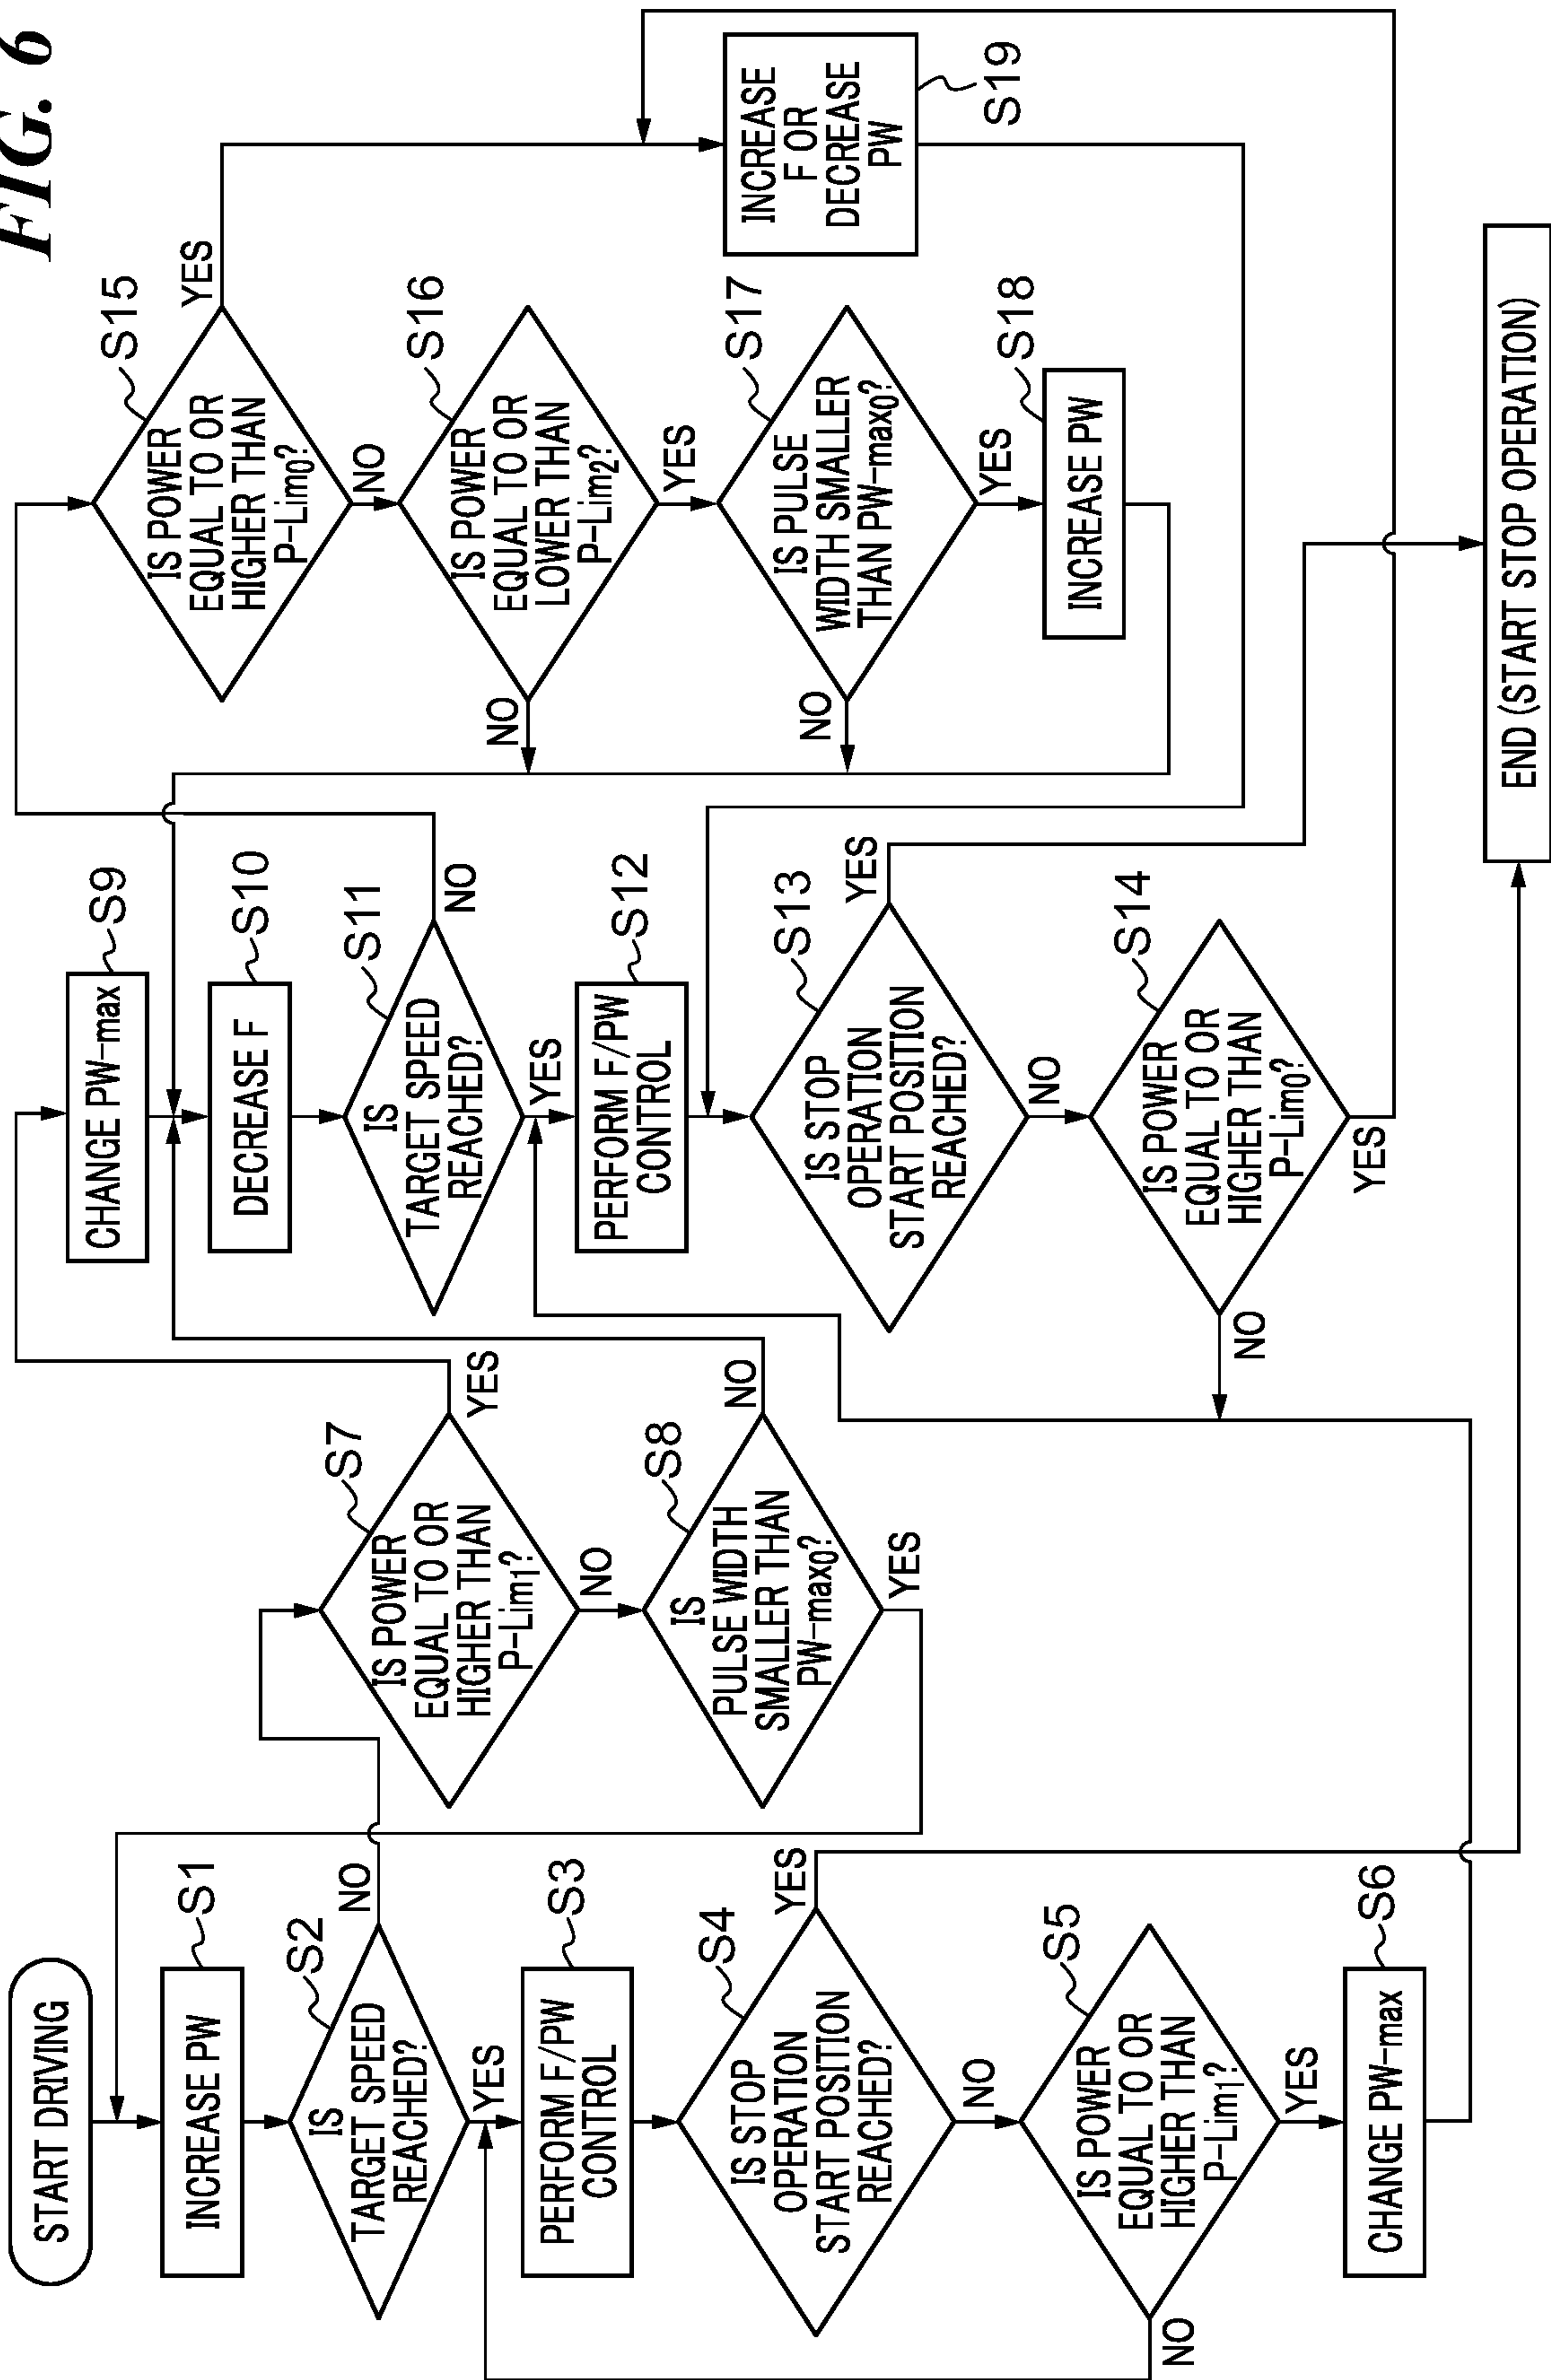 FIG. 6
START DRIVING
INCREASE PW
S1
IS
TARGET SPEED
REACHED?
S2
NO
YES
PERFORM F/PW
CONTROL
S3
IS STOP
OPERATION
START POSITION
REACHED?
S4
YES
NO
IS POWER
EQUAL TO OR
HIGHER THAN
P-Lim1?
S5
NO
YES
CHANGE PW-max
S6
IS POWER
EQUAL TO OR
HIGHER THAN
P-Lim1?
S7
YES
NO
IS
PULSE WIDTH
SMALLER THAN
PW-max0?
S8
NO
YES
CHANGE PW-max
S9
DECREASE F
S10
IS
TARGET SPEED
REACHED?
S11
NO
YES
PERFORM F/PW
CONTROL
S12
IS STOP
OPERATION
START POSITION
REACHED?
S13
YES
NO
IS POWER
EQUAL TO OR
HIGHER THAN
P-Lim0?
S14
NO
YES
IS POWER
EQUAL TO OR
HIGHER THAN
P-Lim0?
S15
YES
NO
IS POWER
EQUAL TO OR
LOWER THAN
P-Lim2?
S16
NO
YES
IS PULSE
WIDTH SMALLER
THAN PW-max0?
S17
NO
YES
INCREASE PW
S18
INCREASE
F OR
DECREASE
PW
S19
END (START STOP OPERATION)